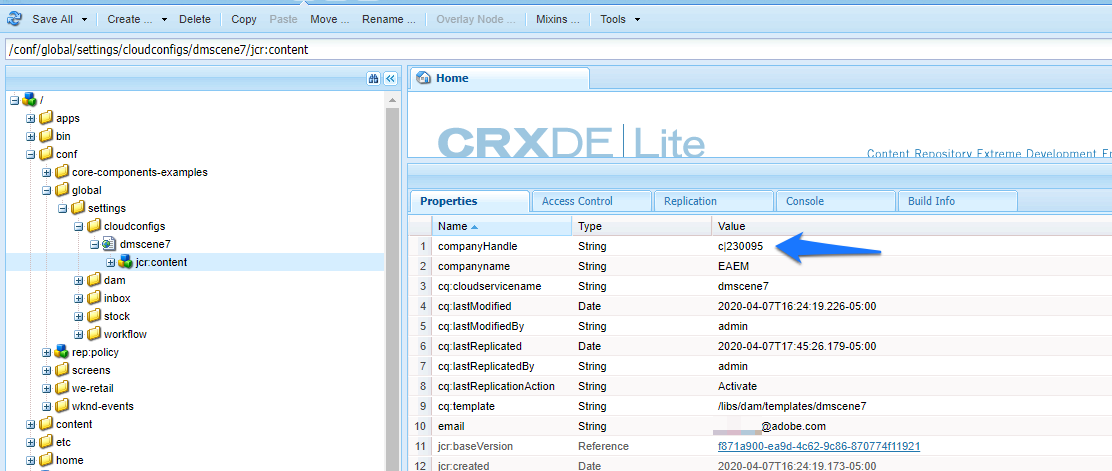 Save All Create ... Delete Copy Paste Move ... Rename ... Overlay Node ... Mixins ... Tools
/conf/global/settings/cloudconfigs/dmscene7/jcr:content
/
apps
bin
conf
core-components-examples
global
settings
cloudconfigs
dmscene7
jcr:content
dam
inbox
stock
workflow
rep:policy
screens
we-retail
wknd-events
content
etc
home
Home
CRXDE Lite
Content Repository Extreme Development En
Properties Access Control Replication Console Build Info
Name Type Value
1 companyHandle String c|230095
2 companyname String EAEM
3 cq:cloudservicename String dmscene7
4 cq:lastModified Date 2020-04-07T16:24:19.226-05:00
5 cq:lastModifiedBy String admin
6 cq:lastReplicated Date 2020-04-07T17:45:26.179-05:00
7 cq:lastReplicatedBy String admin
8 cq:lastReplicationAction String Activate
9 cq:template String /libs/dam/templates/dmscene7
10 email String @adobe.com
11 jcr:baseVersion Reference f871a900-ea9d-4c62-9c86-870774f11921
12 jcr:created Date 2020-04-07T16:24:19.173-05:00